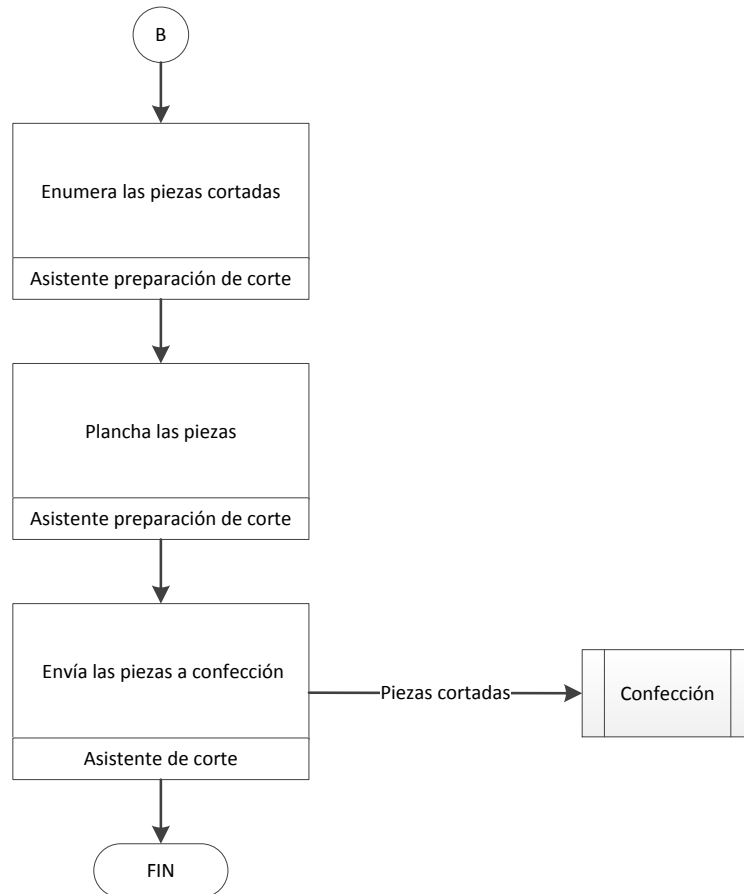 B
Enumera las piezas cortadas
Asistente preparación de corte
Plancha las piezas
Asistente preparación de corte
Envía las piezas a confección
Piezas cortadas
Confección
Asistente de corte
FIN